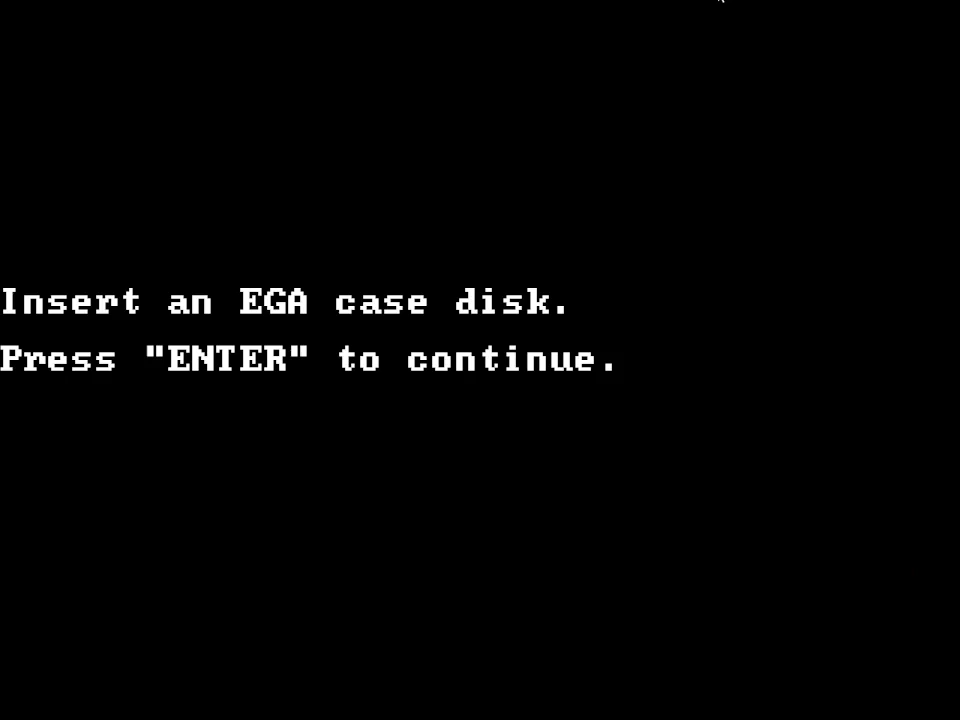 Insert an EGA case disk.
Press "ENTER" to continue.